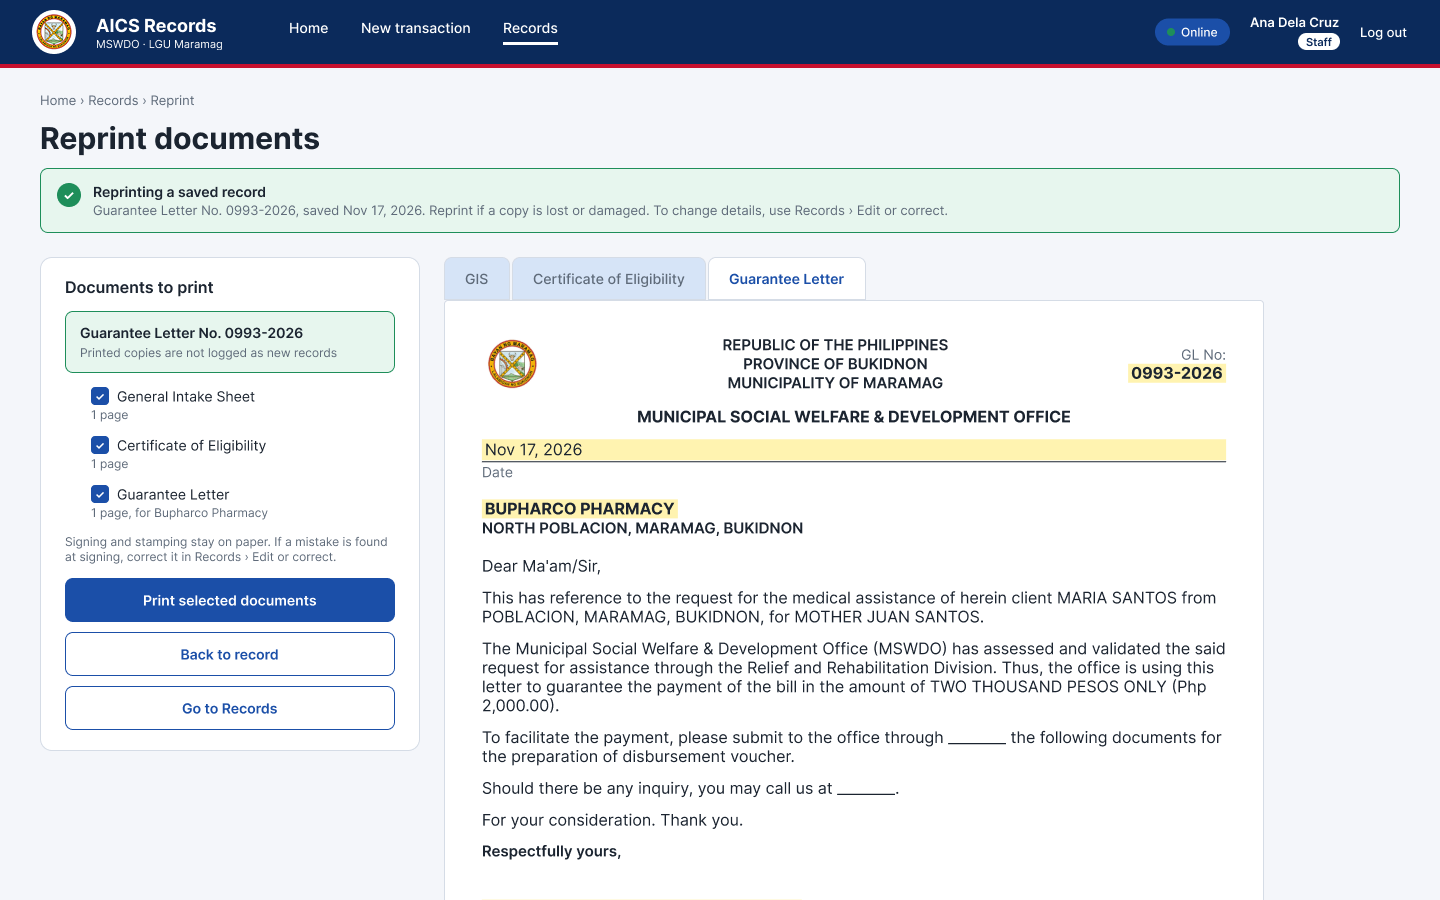 AICS Records
MSWDO · LGU Maramag
Home
New transaction
Records
Online
Ana Dela Cruz
Staff
Log out
Home › Records › Reprint
Reprint documents
Reprinting a saved record
Guarantee Letter No. 0993-2026, saved Nov 17, 2026. Reprint if a copy is lost or damaged. To change details, use Records › Edit or correct.
Documents to print
Guarantee Letter No. 0993-2026
Printed copies are not logged as new records
General Intake Sheet
1 page
Certificate of Eligibility
1 page
Guarantee Letter
1 page, for Bupharco Pharmacy
Signing and stamping stay on paper. If a mistake is found
at signing, correct it in Records › Edit or correct.
Print selected documents
Back to record
Go to Records
GIS
Certificate of Eligibility
Guarantee Letter
REPUBLIC OF THE PHILIPPINES
PROVINCE OF BUKIDNON
MUNICIPALITY OF MARAMAG
GL No:
0993-2026
MUNICIPAL SOCIAL WELFARE & DEVELOPMENT OFFICE
Nov 17, 2026
Date
BUPHARCO PHARMACY
NORTH POBLACION, MARAMAG, BUKIDNON
Dear Ma'am/Sir,
This has reference to the request for the medical assistance of herein client MARIA SANTOS from
POBLACION, MARAMAG, BUKIDNON, for MOTHER JUAN SANTOS.
The Municipal Social Welfare & Development Office (MSWDO) has assessed and validated the said
request for assistance through the Relief and Rehabilitation Division. Thus, the office is using this
letter to guarantee the payment of the bill in the amount of TWO THOUSAND PESOS ONLY (Php
2,000.00).
To facilitate the payment, please submit to the office through _______ the following documents for
the preparation of disbursement voucher.
Should there be any inquiry, you may call us at _______.
For your consideration. Thank you.
Respectfully yours,